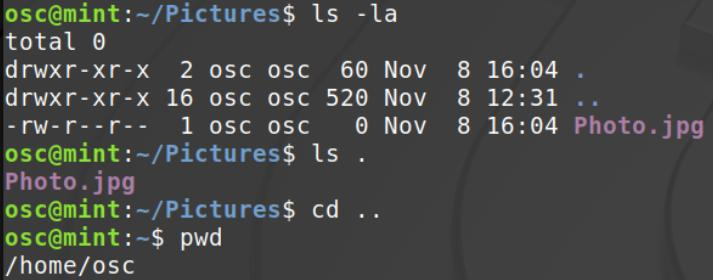 osc@mint:~/Pictures$ ls -la
total 0
drwxr-xr-x  2 osc osc  60 Nov  8 16:04 .
drwxr-xr-x 16 osc osc 520 Nov  8 12:31 ..
-rw-r--r--  1 osc osc   0 Nov  8 16:04 Photo.jpg
osc@mint:~/Pictures$ ls .
Photo.jpg
osc@mint:~/Pictures$ cd ..
osc@mint:~$ pwd
/home/osc